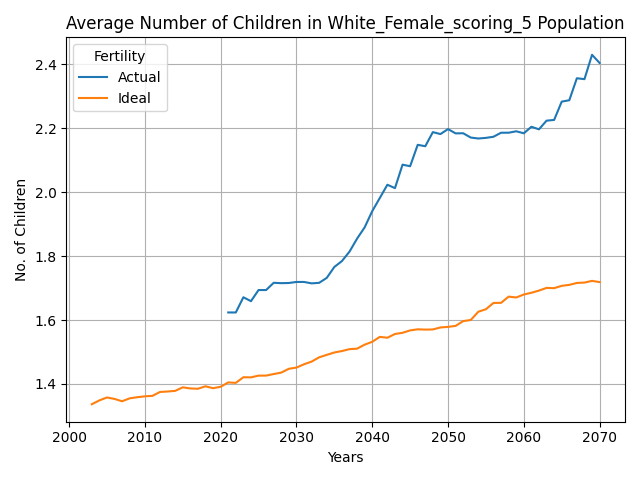 Average Number of Children in White_Female_scoring_5 Population
Fertility
Actual
Ideal
No. of Children
2.4
2.2
2.0
1.8
1.6
1.4
2000 2010 2020 2030 2040 2050 2060 2070
Years